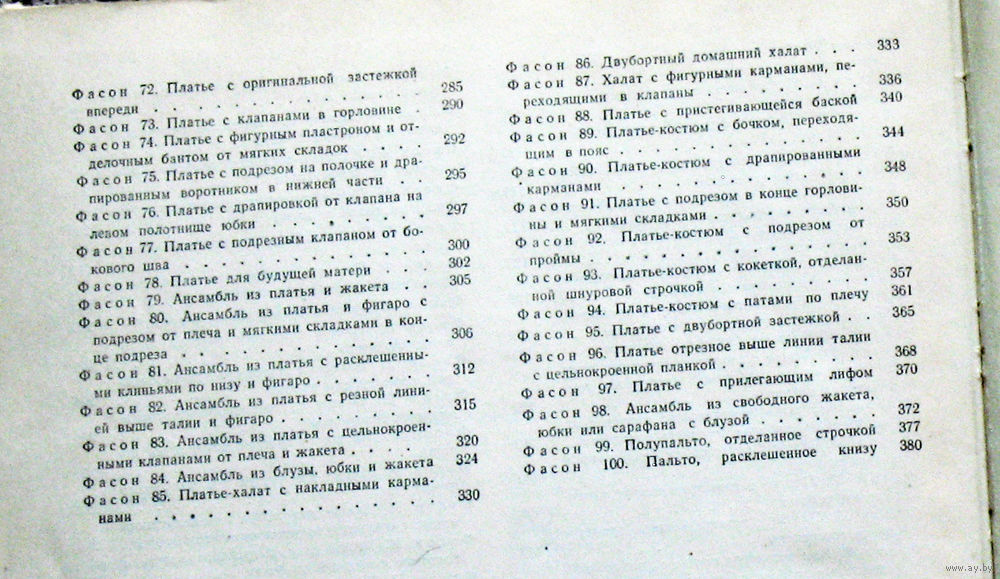 Фасон 72. Платье с оригинальной застежкой
впереди . . . . . . . . . . . . . . 285
Фасон 73. Платье с клапанами в горловине . 290
Фасон 74. Платье с фигурным пластроном и от-
делочным бантом от мягких складок . . . . 292
Фасон 75. Платье с подрезом на полочке и дра-
пированным воротником в нижней части . . 295
Фасон 76. Платье с драпировкой от клапана на
левом полотнище юбки . . . . . . . . 297
Фасон 77. Платье с подрезным клапаном от бо-
кового шва . . . . . . . . . . . . 300
Фасон 78. Платье для будущей матери . . . 302
Фасон 79. Ансамбль из платья и жакета . . 305
Фасон 80. Ансамбль из платья и фигаро с
подрезом от плеча и мягкими складками в кон-
це подреза . . . . . . . . . . . . 306
Фасон 81. Ансамбль из платья с расклешенны-
ми клиньями по низу и фигаро . . . . . . 312
Фасон 82. Ансамбль из платья с резной лини-
ей выше талии и фигаро . . . . . . . . 315
Фасон 83. Ансамбль из платья с цельнокроен-
ными клапанами от плеча и жакета . . . . 320
Фасон 84. Ансамбль из блузы, юбки и жакета 324
Фасон 85. Платье-халат с накладными карма-
нами . . . . . . . . . . . . . . 330
Фасон 86. Двубортный домашний халат . . . 333
Фасон 87. Халат с фигурными карманами, пе-
реходящими в клапаны . . . . . . . . 336
Фасон 88. Платье с пристегивающейся баской 340
Фасон 89. Платье-костюм с бочком, переходя-
щим в пояс . . . . . . . . . . . . 344
Фасон 90. Платье-костюм с драпированными
карманами . . . . . . . . . . . . 348
Фасон 91. Платье с подрезом в конце горлови-
ны и мягкими складками . . . . . . . . 350
Фасон 92. Платье-костюм с подрезом от
проймы . . . . . . . . . . . . . . 353
Фасон 93. Платье-костюм с кокеткой, отделан-
ной шнуровой строчкой . . . . . . . . 357
Фасон 94. Платье-костюм с патами по плечу 361
Фасон 95. Платье с двубортной застежкой . . 365
Фасон 96. Платье отрезное выше линии талии
с цельнокроенной планкой . . . . . . . 368
Фасон 97. Платье с прилегающим лифом 370
Фасон 98. Ансамбль из свободного жакета,
юбки или сарафана с блузой . . . . . . 372
Фасон 99. Полупальто, отделанное строчкой 377
Фасон 100. Пальто, расклешенное книзу 380
www.ay.by